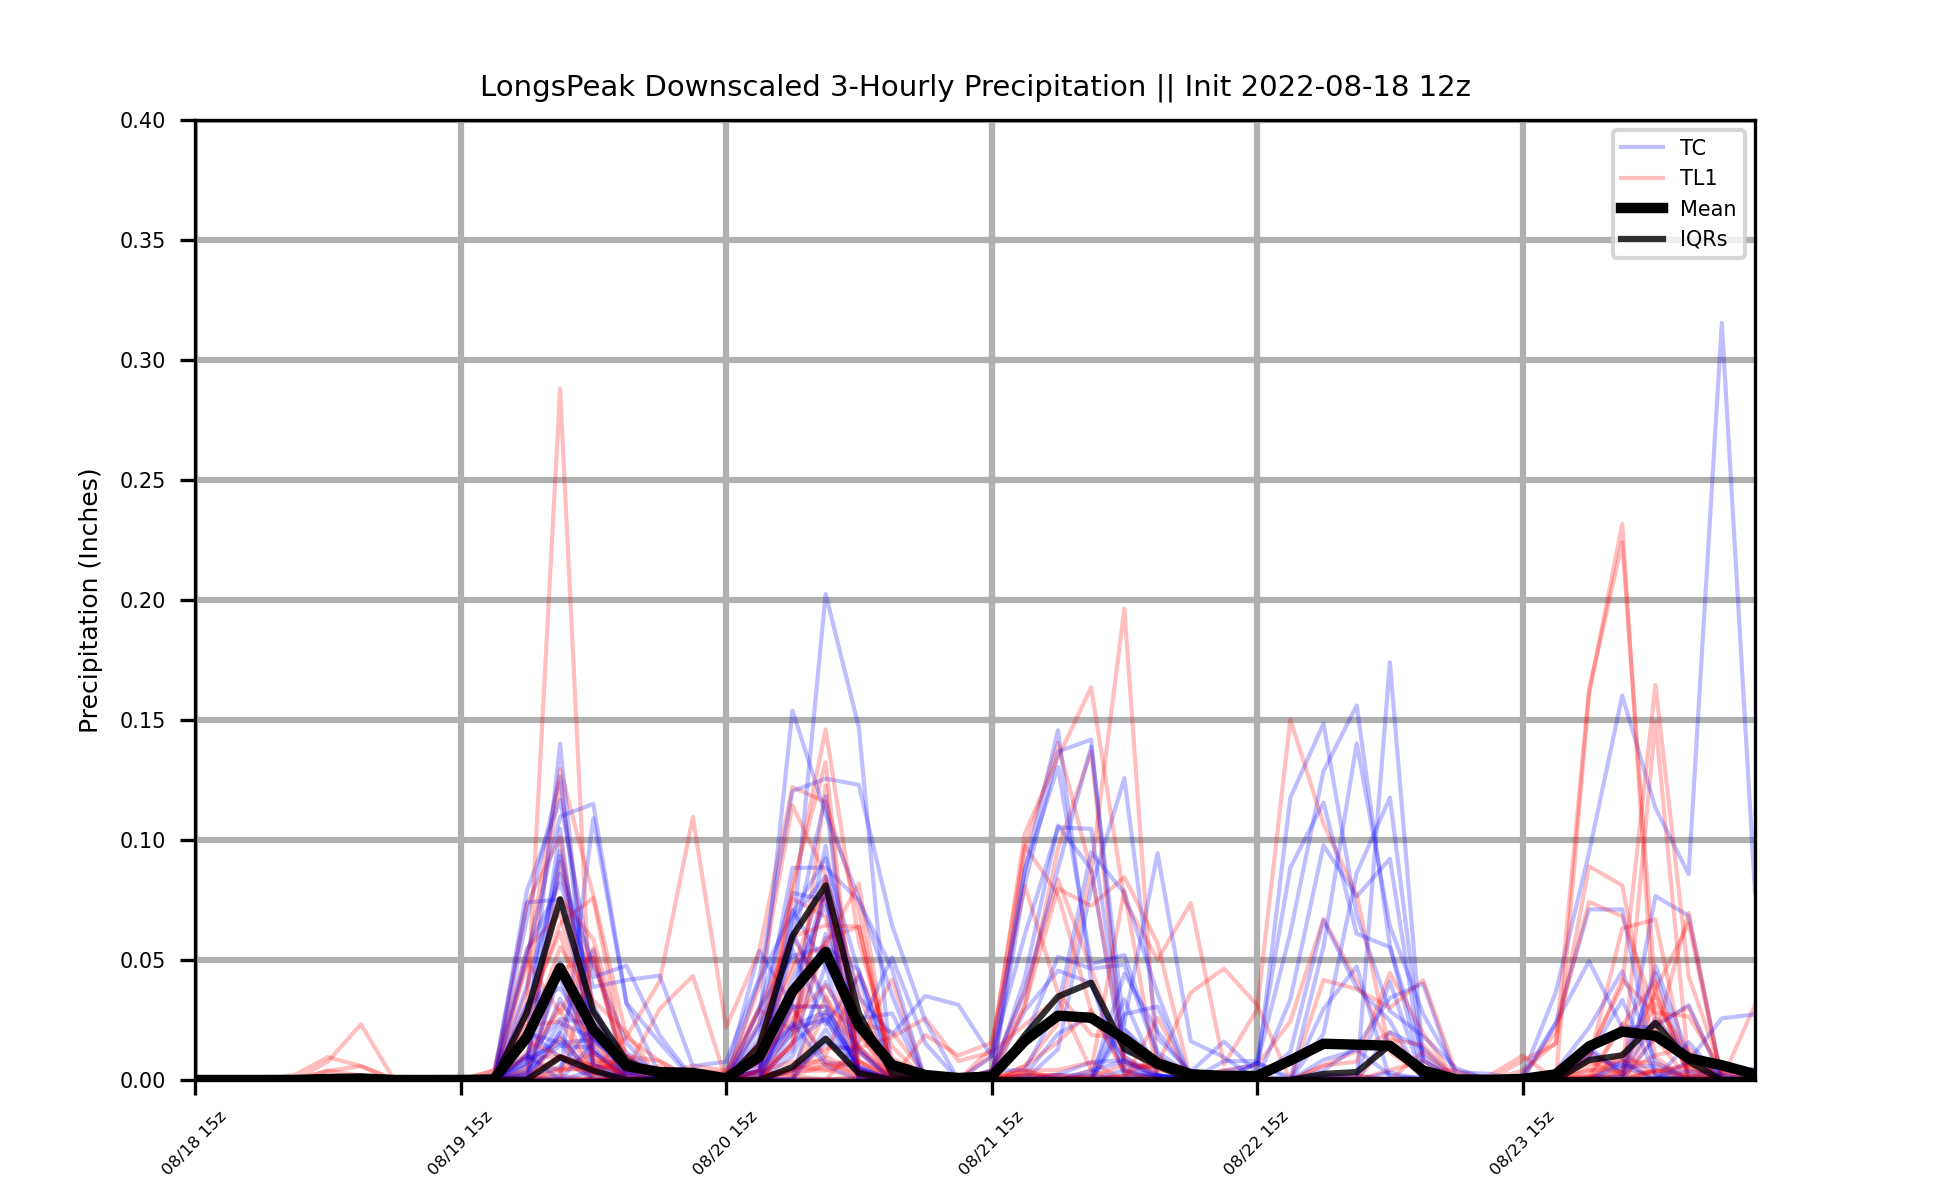 LongsPeak Downscaled 3-Hourly Precipitation || Init 2022-08-18 12z
TC
TL1
Mean
IQRs
Precipitation (Inches)
0.40
0.35
0.30
0.25
0.20
0.15
0.10
0.05
0.00
08/18 15z
08/19 15z
08/20 15z
08/21 15z
08/22 15z
08/23 15z